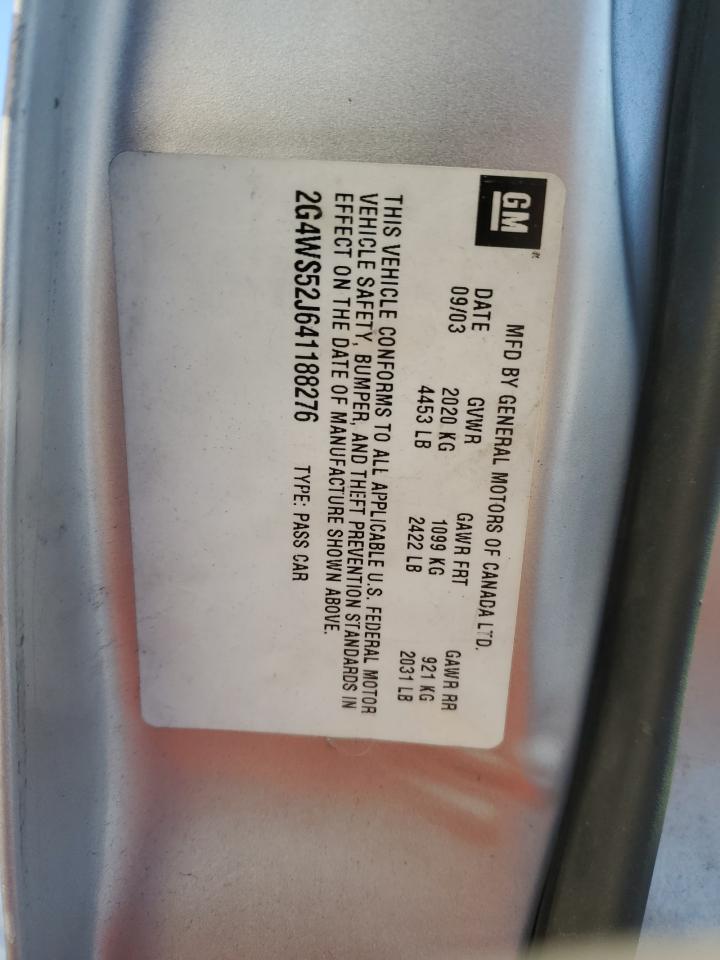 GM
MFD BY GENERAL MOTORS OF CANADA LTD.
DATE GVWR GAWR FRT GAWR RR
09/03 2020 KG 1099 KG 921 KG
4453 LB 2422 LB 2031 LB
THIS VEHICLE CONFORMS TO ALL APPLICABLE U.S. FEDERAL MOTOR
VEHICLE SAFETY, BUMPER, AND THEFT PREVENTION STANDARDS IN
EFFECT ON THE DATE OF MANUFACTURE SHOWN ABOVE.
2G4WS52J641188276 TYPE: PASS CAR